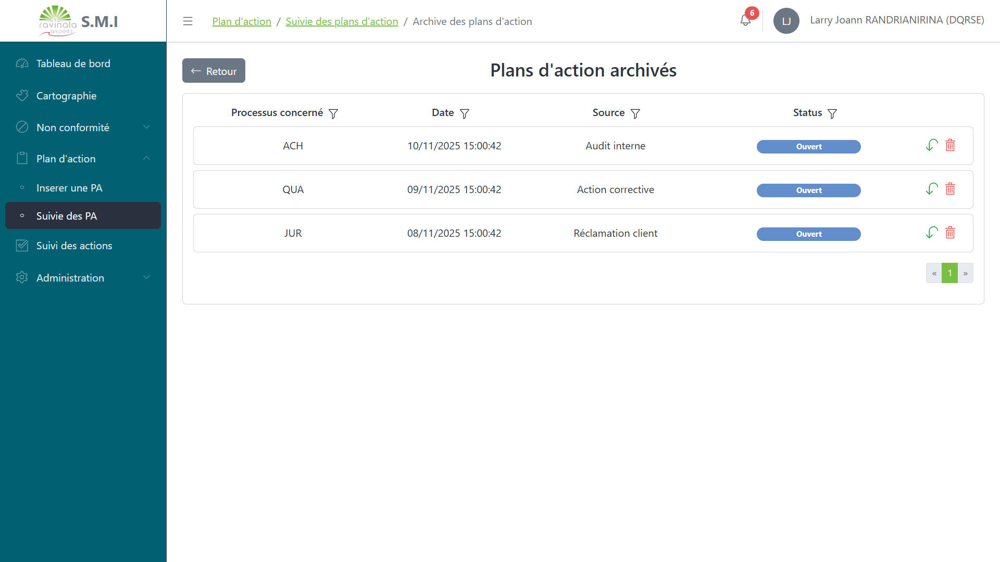 ravinala
airports
S.M.I
Plan d'action / Suivie des plans d'action / Archive des plans d'action
6
LJ
Larry Joann RANDRIANIRINA (DQRSE)
Tableau de bord
Cartographie
Non conformité
Plan d'action
Inserer une PA
Suivie des PA
Suivi des actions
Administration
Retour
Plans d'action archivés
Processus concerné Date Source Status
ACH 10/11/2025 15:00:42 Audit interne Ouvert
QUA 09/11/2025 15:00:42 Action corrective Ouvert
JUR 08/11/2025 15:00:42 Réclamation client Ouvert
« 1 »